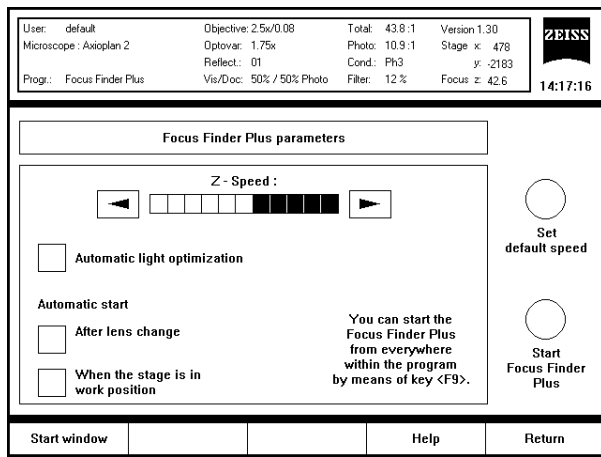 User: default Objective: 2.5x/0.08 Total: 43.8 :1 Version 1.30
Microscope : Axioplan 2 Optovar: 1.75x Photo: 10.9 :1 Stage x: 478
Reflect.: 01 Cond.: Ph3 y: -2183
Progr.: Focus Finder Plus Vis/Doc: 50% / 50% Photo Filter: 12 % Focus z: 42.6
ZEISS
14:17:16
Focus Finder Plus parameters
Z - Speed :
Automatic light optimization
Automatic start
After lens change
When the stage is in
work position
You can start the
Focus Finder Plus
from everywhere
within the program
by means of key <F9>.
Set
default speed
Start
Focus Finder
Plus
Start window Help Return